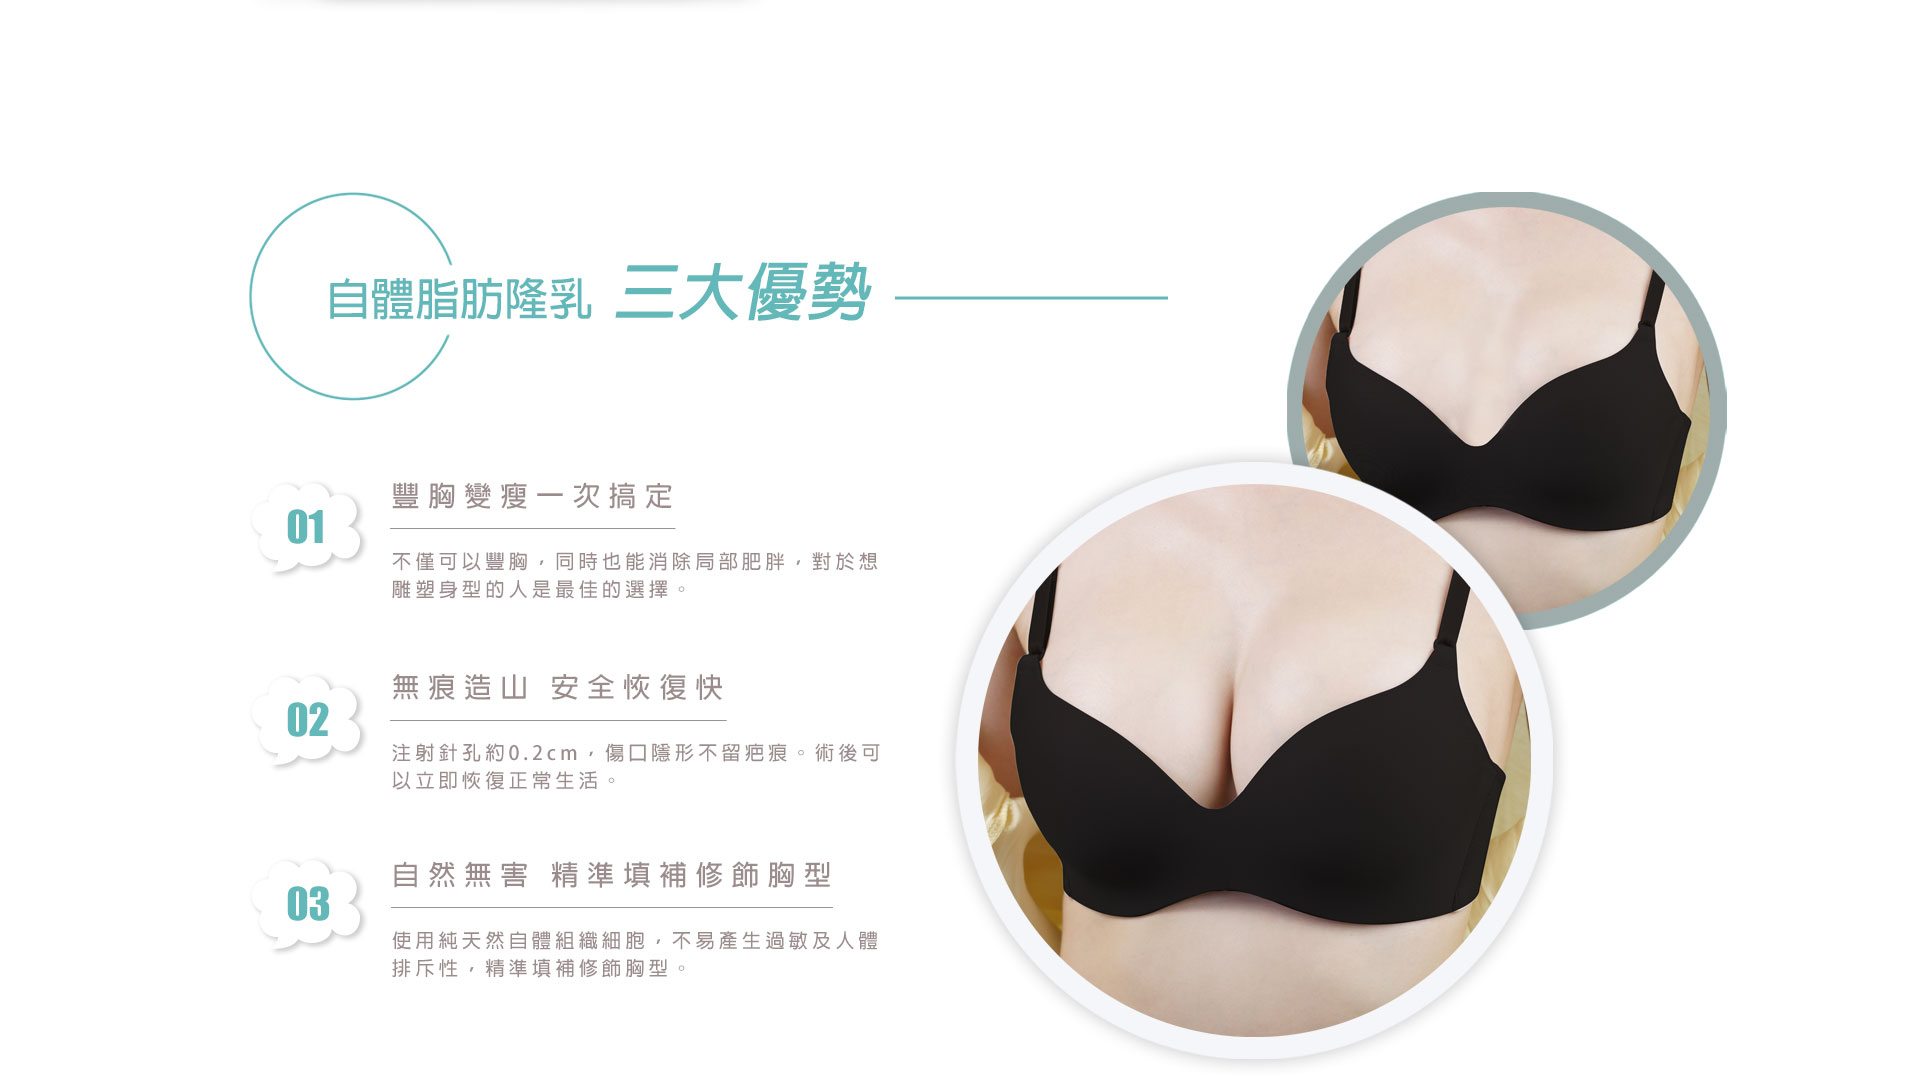 自體脂肪隆乳 三大優勢
01
豐胸變瘦一次搞定
不僅可以豐胸，同時也能消除局部肥胖，對於想
雕塑身型的人是最佳的選擇。
02
無痕造山 安全恢復快
注射針孔約0.2cm，傷口隱形不留疤痕。術後可
以立即恢復正常生活。
03
自然無害 精準填補修飾胸型
使用純天然自體組織細胞，不易產生過敏及人體
排斥性，精準填補修飾胸型。